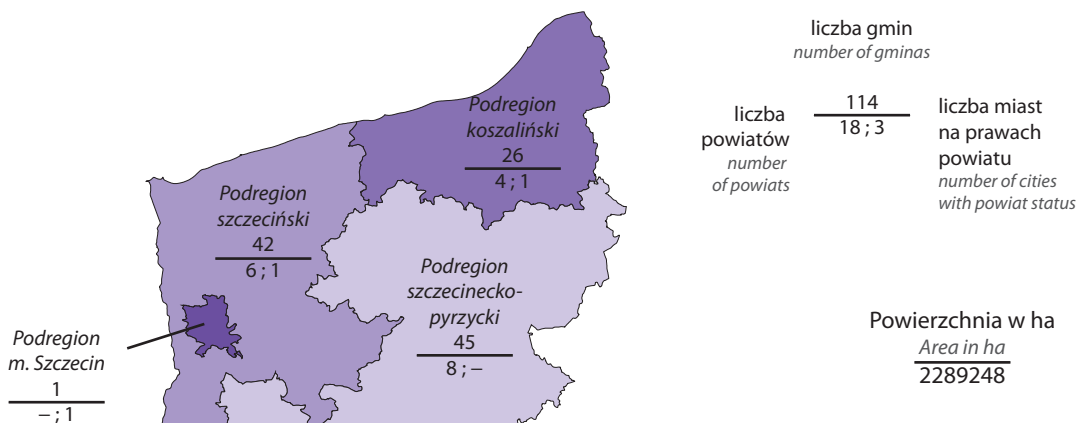 Podregion
koszaliński
26
4 ; 1
Podregion
szczeciński
42
6 ; 1
Podregion
szczecinecko-
pyrzycki
45
8 ; –
Podregion
m. Szczecin
1
– ; 1
liczba gmin
number of gminas
liczba
powiatów
number
of powiats
114
18 ; 3
liczba miast
na prawach
powiatu
number of cities
with powiat status
Powierzchnia w ha
Area in ha
2289248